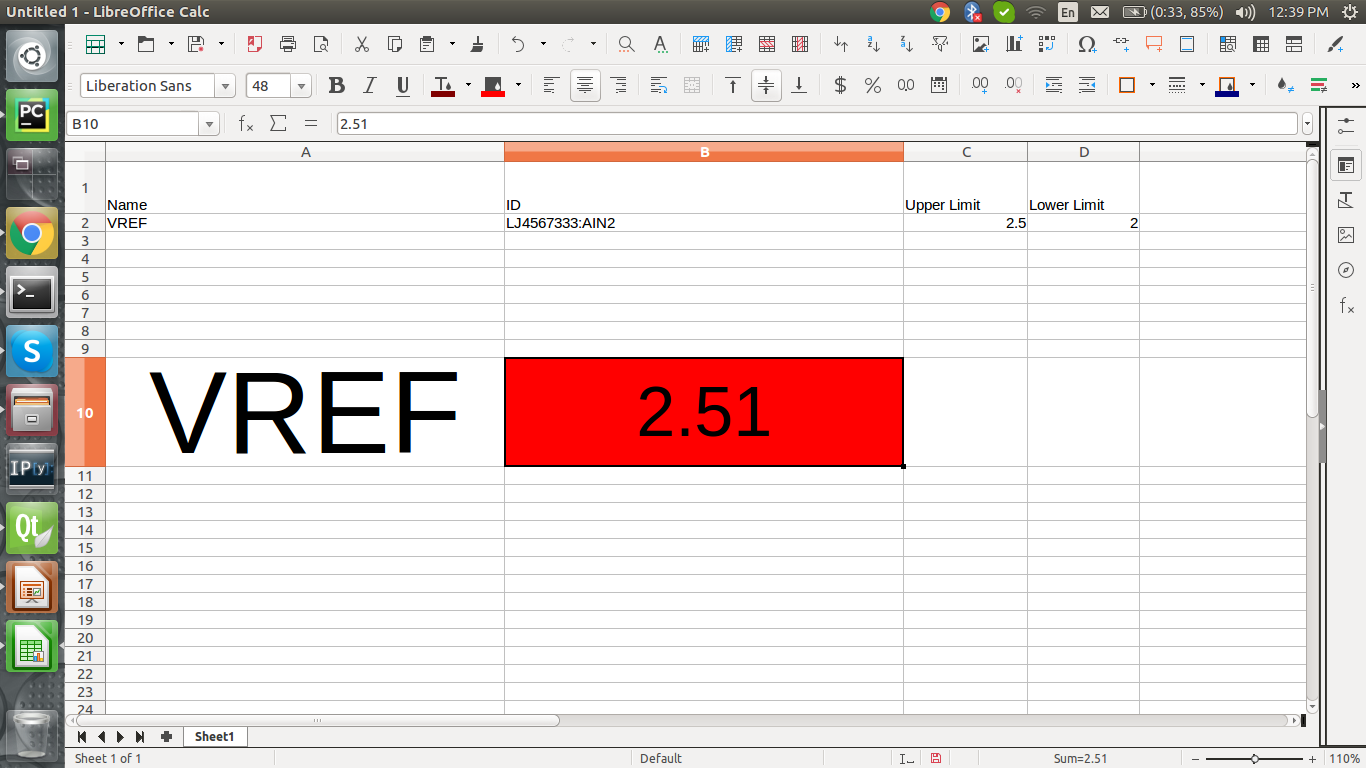 Untitled 1 - LibreOffice Calc
En
(0:33, 85%)
12:39 PM
Liberation Sans
48
B10
2.51
A B C D
1
Name ID Upper Limit Lower Limit
2 VREF LJ4567333:AIN2 2.5 2
3
4
5
6
7
8
9
10 VREF 2.51
11
12
13
14
15
16
17
18
19
20
21
22
23
24
Sheet1
Sheet 1 of 1
Default
Sum=2.51
110%
PC
IP[y]:
Qt
S